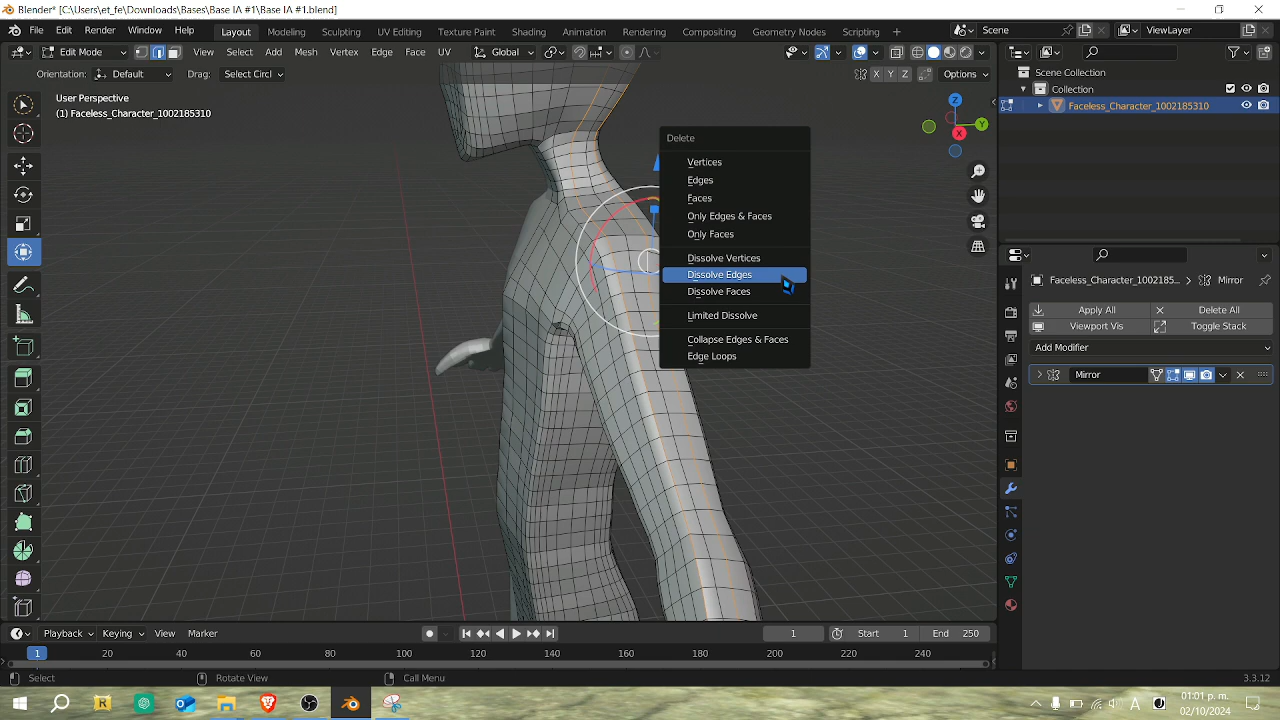 Blender* [C:\Users\et_fe\Downloads\Bases\Base IA #1\Base IA #1.blend]
File Edit Render Window Help
Layout Modeling Sculpting UV Editing Texture Paint Shading Animation Rendering Compositing Geometry Nodes Scripting +
Scene
ViewLayer
Edit Mode View Select Add Mesh Vertex Edge Face UV
Global
Orientation: Default Drag: Select Circl
X Y Z Options
User Perspective
(1) Faceless_Character_1002185310
Z
Y
X
Delete
Vertices
Edges
Faces
Only Edges & Faces
Only Faces
Dissolve Vertices
Dissolve Edges
Dissolve Faces
Limited Dissolve
Collapse Edges & Faces
Edge Loops
Scene Collection
Collection
Faceless_Character_1002185310
Faceless_Character_1002185... Mirror
Apply All Delete All
Viewport Vis Toggle Stack
Add Modifier
Mirror
Playback Keying View Marker
1 Start 1 End 250
1 20 40 60 80 100 120 140 160 180 200 220 240
Select Rotate View Call Menu
3.3.12
R
A
01:01 p. m.
02/10/2024